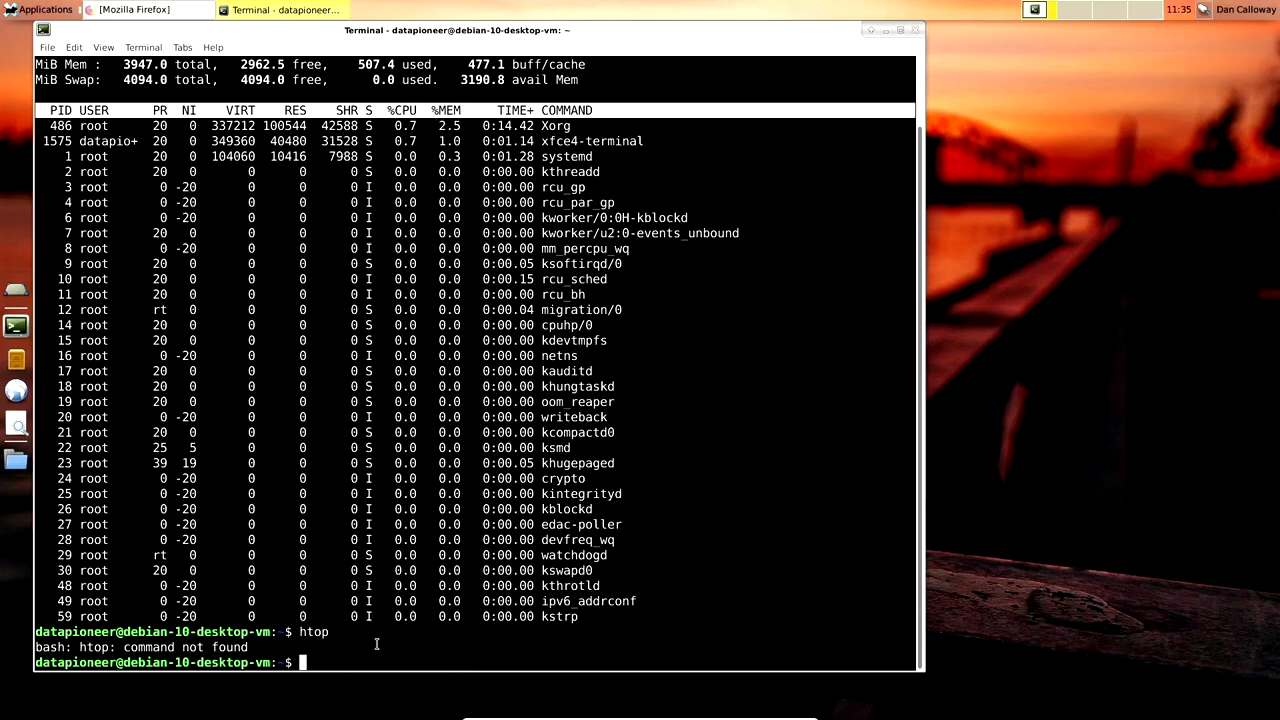 Applications [Mozilla Firefox] Terminal - datapioneer... 11:35 Dan Calloway
Terminal - datapioneer@debian-10-desktop-vm: ~
File Edit View Terminal Tabs Help
MiB Mem : 3947.0 total, 2962.5 free, 507.4 used, 477.1 buff/cache
MiB Swap: 4094.0 total, 4094.0 free, 0.0 used. 3190.8 avail Mem
PID USER PR NI VIRT RES SHR S %CPU %MEM TIME+ COMMAND
486 root 20 0 337212 100544 42588 S 0.7 2.5 0:14.42 Xorg
1575 datapio+ 20 0 349360 40480 31528 S 0.7 1.0 0:01.14 xfce4-terminal
1 root 20 0 104060 10416 7988 S 0.0 0.3 0:01.28 systemd
2 root 20 0 0 0 0 S 0.0 0.0 0:00.00 kthreadd
3 root 0 -20 0 0 0 I 0.0 0.0 0:00.00 rcu_gp
4 root 0 -20 0 0 0 I 0.0 0.0 0:00.00 rcu_par_gp
6 root 0 -20 0 0 0 I 0.0 0.0 0:00.00 kworker/0:0H-kblockd
7 root 20 0 0 0 0 I 0.0 0.0 0:00.00 kworker/u2:0-events_unbound
8 root 0 -20 0 0 0 I 0.0 0.0 0:00.00 mm_percpu_wq
9 root 20 0 0 0 0 S 0.0 0.0 0:00.05 ksoftirqd/0
10 root 20 0 0 0 0 I 0.0 0.0 0:00.15 rcu_sched
11 root 20 0 0 0 0 I 0.0 0.0 0:00.00 rcu_bh
12 root rt 0 0 0 0 S 0.0 0.0 0:00.04 migration/0
14 root 20 0 0 0 0 S 0.0 0.0 0:00.00 cpuhp/0
15 root 20 0 0 0 0 S 0.0 0.0 0:00.00 kdevtmpfs
16 root 0 -20 0 0 0 I 0.0 0.0 0:00.00 netns
17 root 20 0 0 0 0 S 0.0 0.0 0:00.00 kauditd
18 root 20 0 0 0 0 S 0.0 0.0 0:00.00 khungtaskd
19 root 20 0 0 0 0 S 0.0 0.0 0:00.00 oom_reaper
20 root 0 -20 0 0 0 I 0.0 0.0 0:00.00 writeback
21 root 20 0 0 0 0 S 0.0 0.0 0:00.00 kcompactd0
22 root 25 5 0 0 0 S 0.0 0.0 0:00.00 ksmd
23 root 39 19 0 0 0 S 0.0 0.0 0:00.05 khugepaged
24 root 0 -20 0 0 0 I 0.0 0.0 0:00.00 crypto
25 root 0 -20 0 0 0 I 0.0 0.0 0:00.00 kintegrityd
26 root 0 -20 0 0 0 I 0.0 0.0 0:00.00 kblockd
27 root 0 -20 0 0 0 I 0.0 0.0 0:00.00 edac-poller
28 root 0 -20 0 0 0 I 0.0 0.0 0:00.00 devfreq_wq
29 root rt 0 0 0 0 S 0.0 0.0 0:00.00 watchdogd
30 root 20 0 0 0 0 S 0.0 0.0 0:00.00 kswapd0
48 root 0 -20 0 0 0 I 0.0 0.0 0:00.00 kthrotld
49 root 0 -20 0 0 0 I 0.0 0.0 0:00.00 ipv6_addrconf
59 root 0 -20 0 0 0 I 0.0 0.0 0:00.00 kstrp
datapioneer@debian-10-desktop-vm:~$ htop
bash: htop: command not found
datapioneer@debian-10-desktop-vm:~$